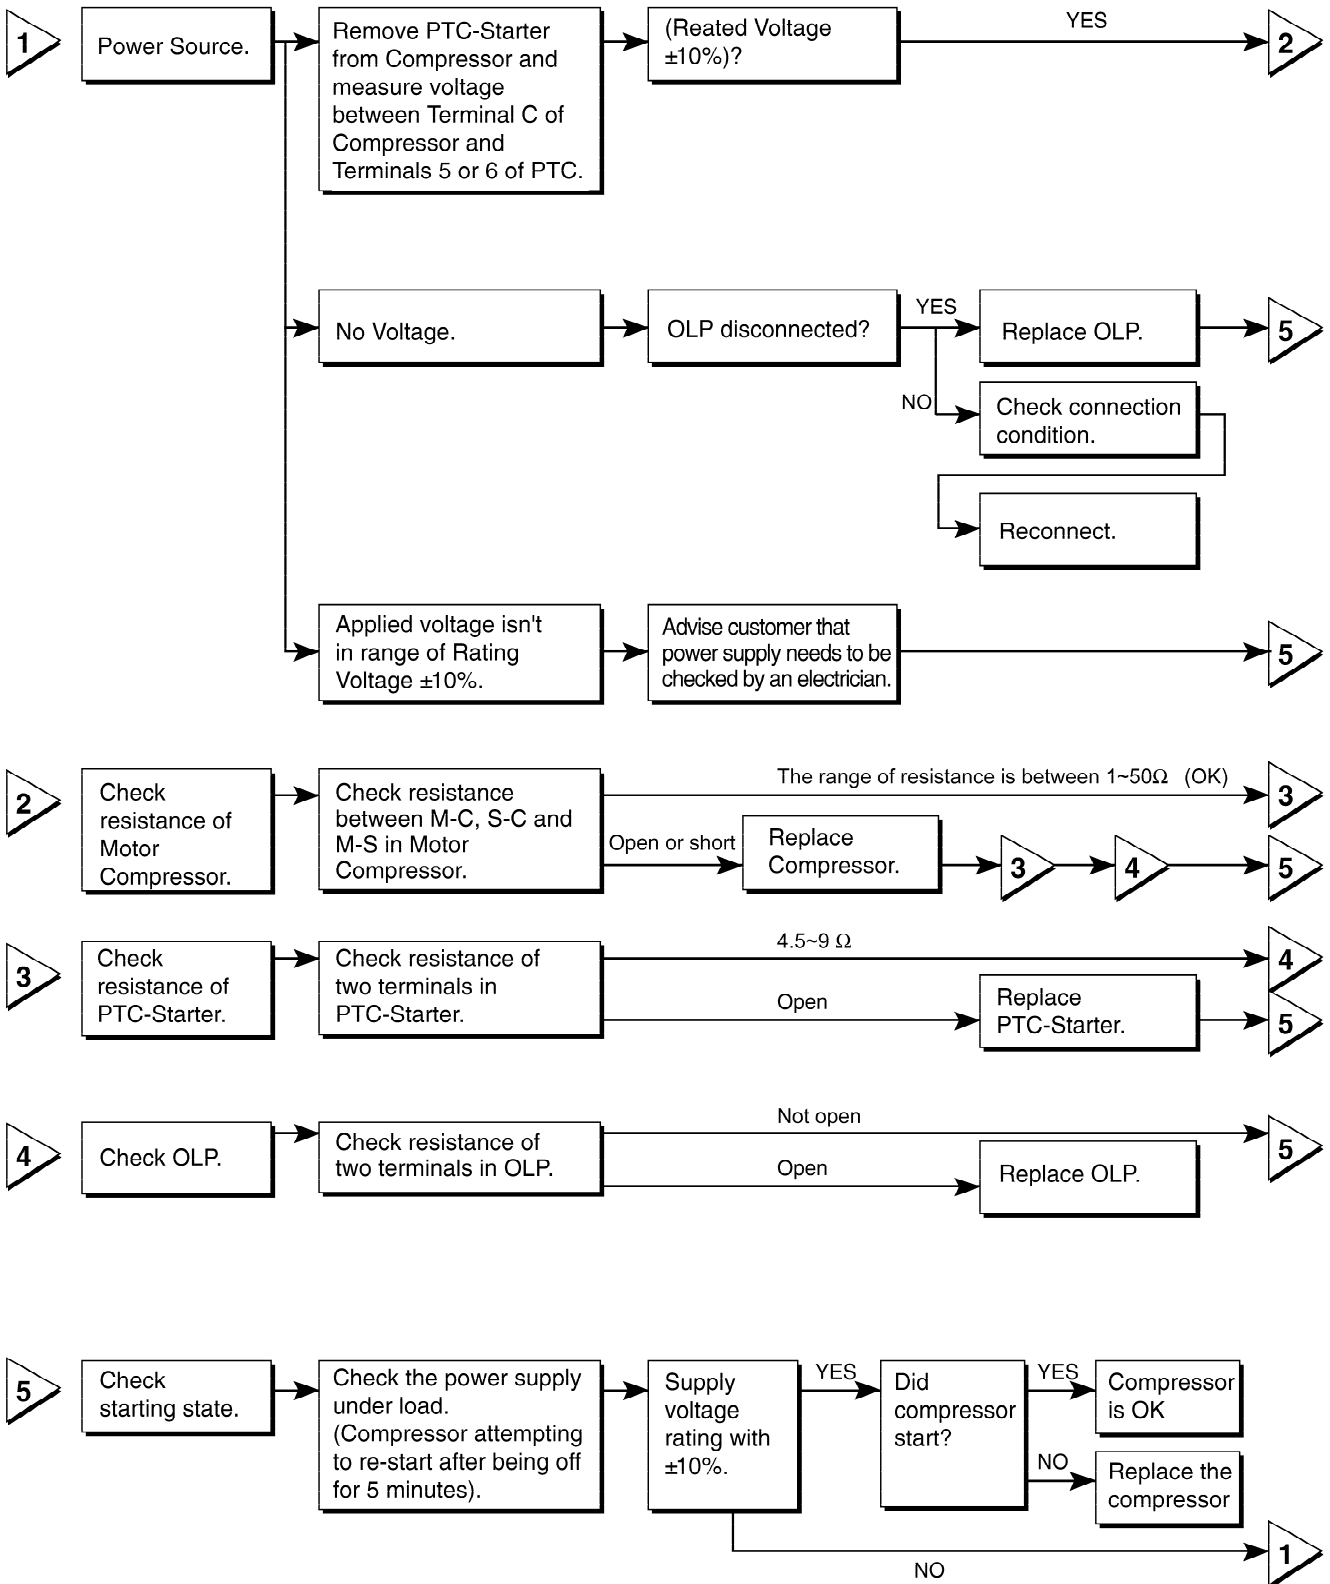 1
Power Source.
Remove PTC-Starter
from Compressor and
measure voltage
between Terminal C of
Compressor and
Terminals 5 or 6 of PTC.
(Reated Voltage
±10%)?
YES
2
No Voltage.
OLP disconnected?
YES
Replace OLP.
5
NO
Check connection
condition.
Reconnect.
Applied voltage isn't
in range of Rating
Voltage ±10%.
Advise customer that
power supply needs to be
checked by an electrician.
5
2
Check
resistance of
Motor
Compressor.
Check resistance
between M-C, S-C and
M-S in Motor
Compressor.
The range of resistance is between 1~50Ω (OK)
3
Open or short
Replace
Compressor.
3
4
5
3
Check
resistance of
PTC-Starter.
Check resistance of
two terminals in
PTC-Starter.
4.5~9 Ω
4
Open
Replace
PTC-Starter.
5
4
Check OLP.
Check resistance of
two terminals in OLP.
Not open
5
Open
Replace OLP.
5
Check
starting state.
Check the power supply
under load.
(Compressor attempting
to re-start after being off
for 5 minutes).
Supply
voltage
rating with
±10%.
YES
Did
compressor
start?
YES
Compressor
is OK
NO
Replace the
compressor
NO
1